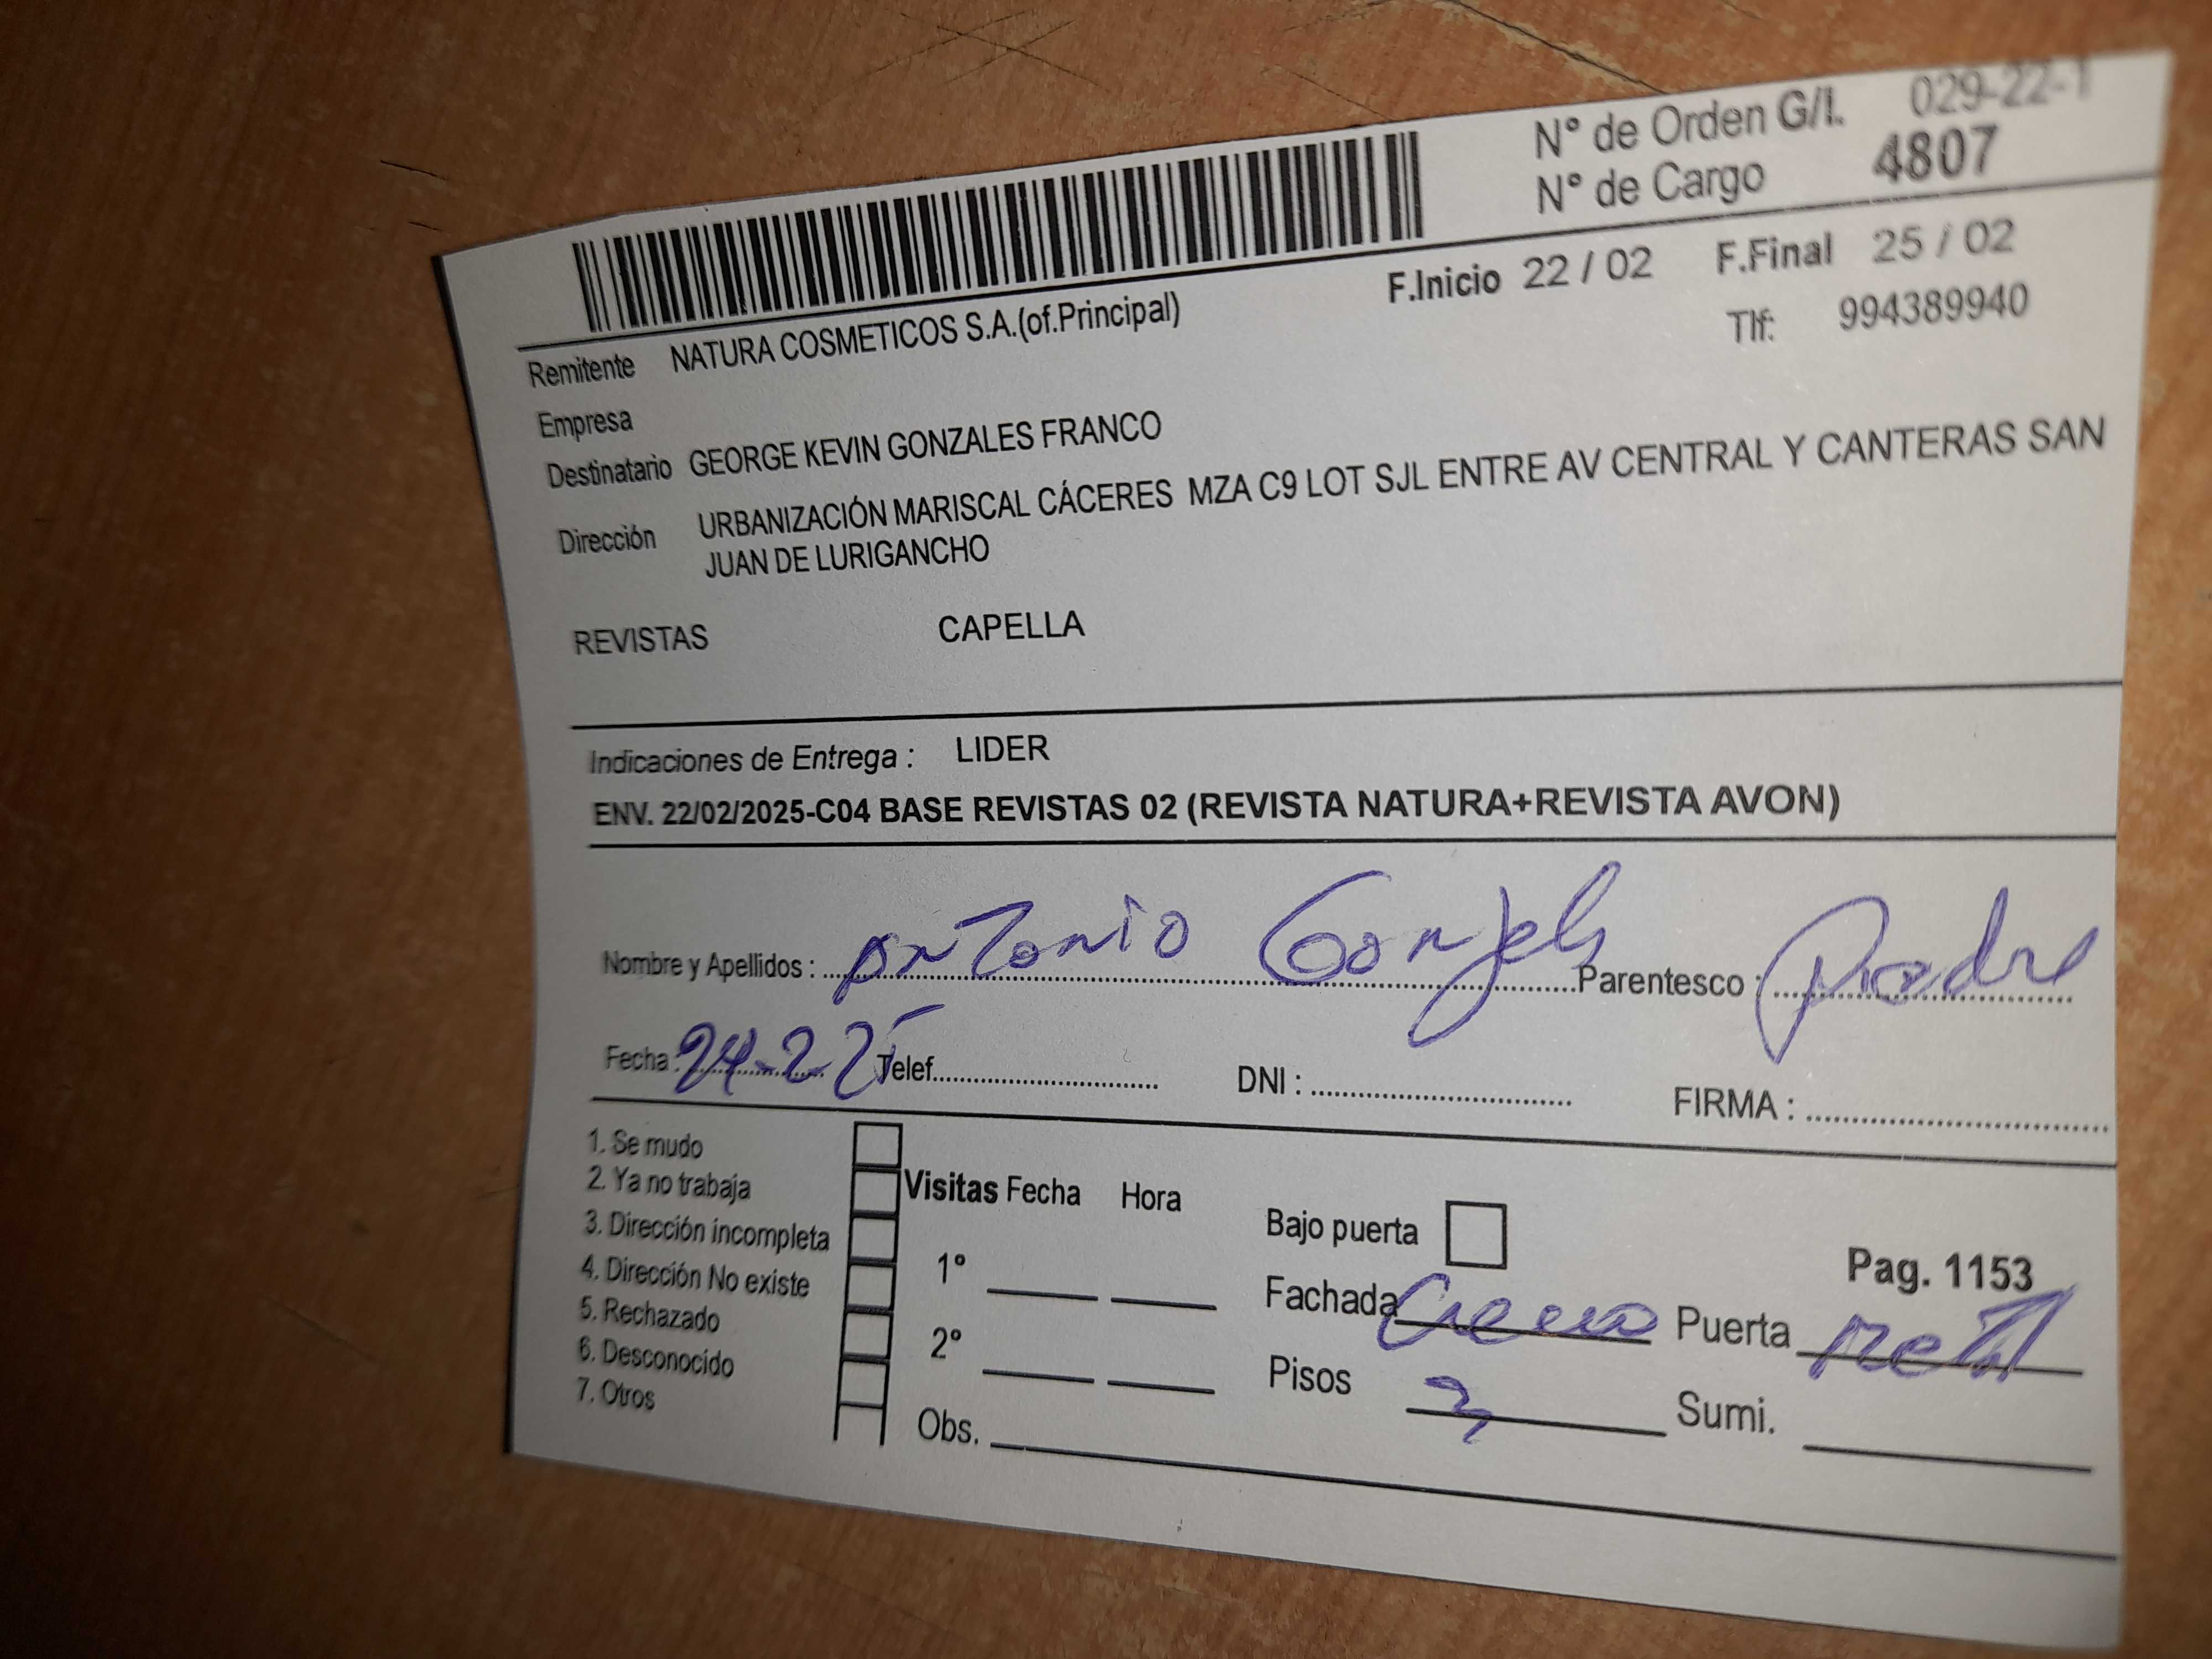 N° de Orden G/I. 029-22-1
N° de Cargo 4807
F.Inicio 22 / 02 F.Final 25 / 02
Remitente NATURA COSMETICOS S.A.(of.Principal) Tlf: 994389940
Empresa
Destinatario GEORGE KEVIN GONZALES FRANCO
Dirección URBANIZACIÓN MARISCAL CÁCERES MZA C9 LOT SJL ENTRE AV CENTRAL Y CANTERAS SAN
JUAN DE LURIGANCHO
REVISTAS CAPELLA
Indicaciones de Entrega : LIDER
ENV. 22/02/2025-C04 BASE REVISTAS 02 (REVISTA NATURA+REVISTA AVON)
Nombre y Apellidos : Antonio Parentesco : Padre
Fecha : 24-2-25 Telef. DNI : FIRMA :
1. Se mudo
2. Ya no trabaja
3. Dirección incompleta
4. Dirección No existe
5. Rechazado
6. Desconocido
7. Otros
Visitas Fecha Hora
1°
2°
Obs.
Bajo puerta
Pag. 1153
Fachada Crema Puerta
Pisos 3 Sumi.